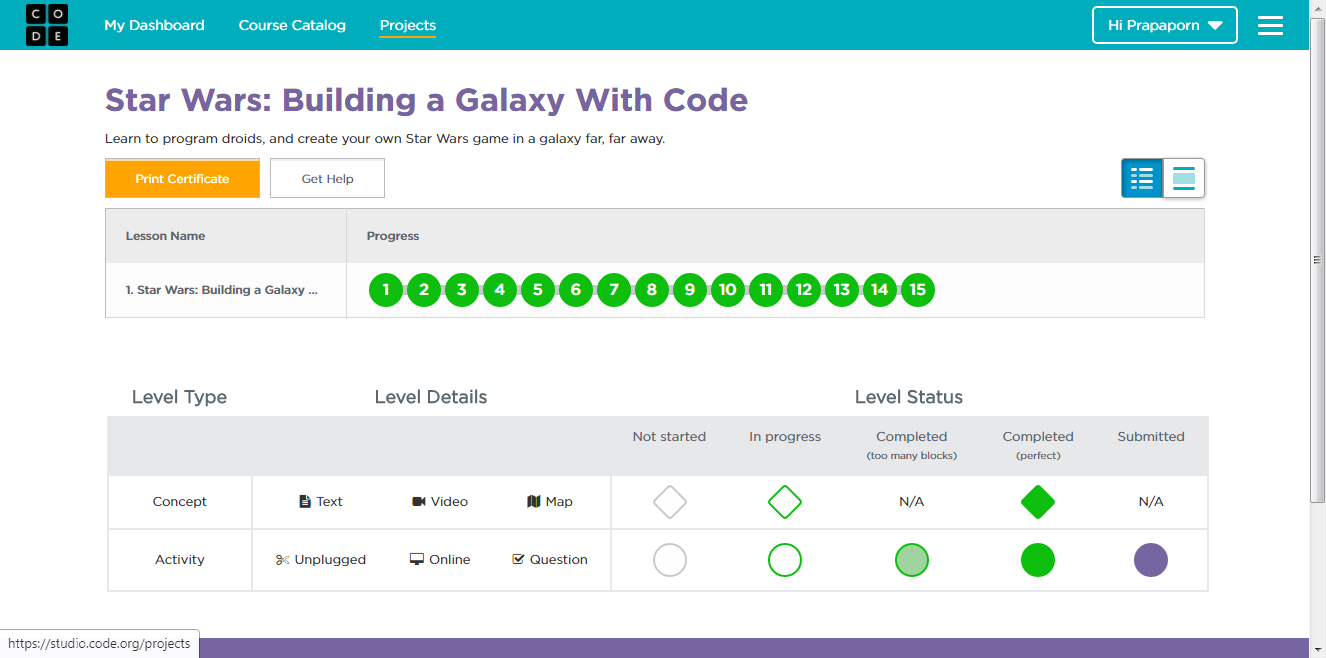 C O
D E
My Dashboard Course Catalog Projects Hi Prapaporn
Star Wars: Building a Galaxy With Code
Learn to program droids, and create your own Star Wars game in a galaxy far, far away.
Print Certificate Get Help
Lesson Name Progress
1. Star Wars: Building a Galaxy ... 1 2 3 4 5 6 7 8 9 10 11 12 13 14 15
Level Type Level Details Level Status
Not started In progress Completed Completed Submitted
(too many blocks) (perfect)
Concept Text Video Map N/A N/A
Activity Unplugged Online Question
https://studio.code.org/projects